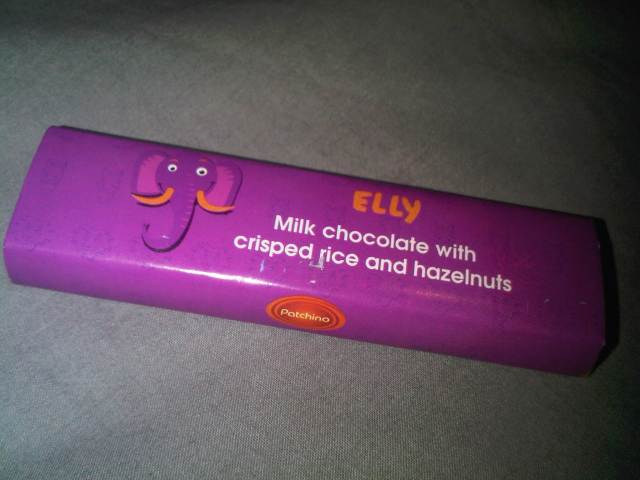 ELLY
Milk chocolate with
crisped rice and hazelnuts
Patchino